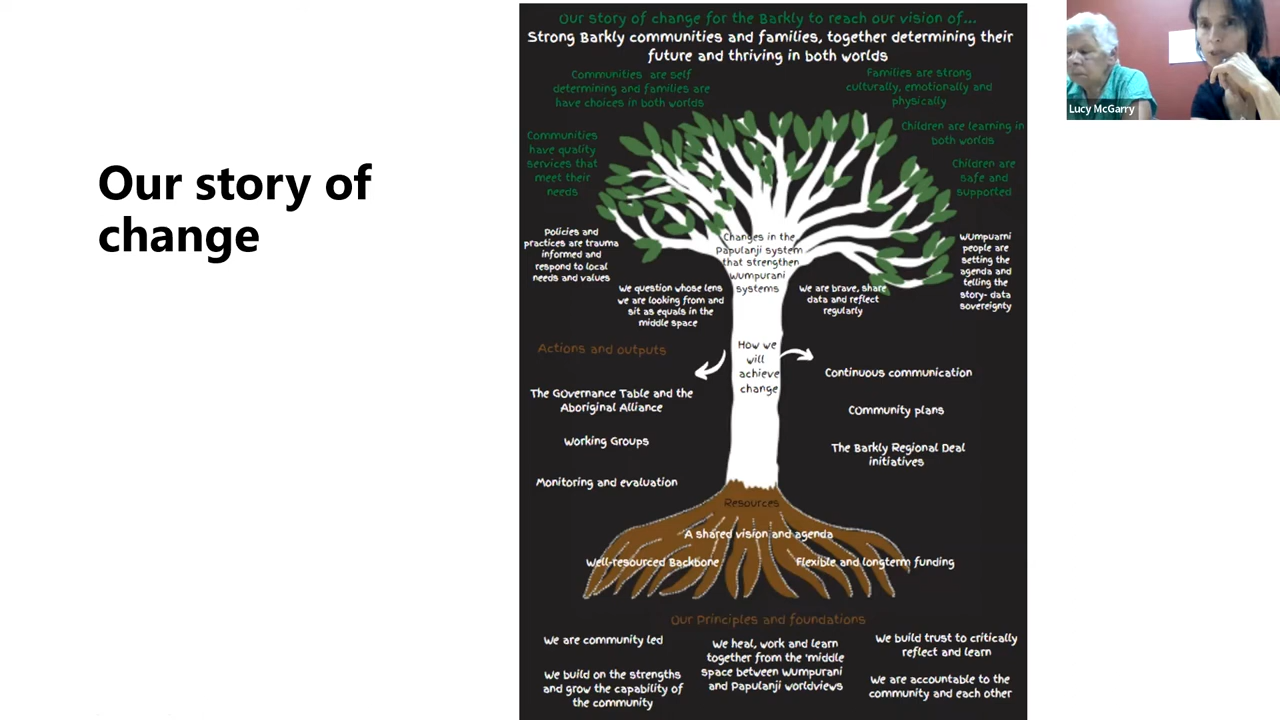 Our story of
change
Our story of change for the Barkly to reach our vision of...
Strong Barkly communities and families, together determining their
future and thriving in both worlds
Communities are self
determining and families are
have choices in both worlds
Families are strong
culturally, emotionally and
physically
Communities
have quality
services that
meet their
needs
Children are learning in
both worlds
Children are
safe and
supported
Policies and
practices are trauma
informed and
respond to local
needs and values
Changes in the
Papulanji system
that strengthen
Wumpurani
systems
Wumpuarni
people are
setting the
agenda and
telling the
story- data
sovereignty
We question whose lens
we are looking from and
sit as equals in the
middle space
We are brave, share
data and reflect
regularly
Actions and outputs
How we
will
achieve
change
The Governance Table and the
Aboriginal Alliance
Working Groups
Monitoring and evaluation
Continuous communication
Community plans
The Barkly Regional Deal
initiatives
Resources
A shared vision and agenda
Well-resourced Backbone
Flexible and longterm funding
Our Principles and foundations
We are community led
We build on the strengths
and grow the capability of
the community
We heal, work and learn
together from the 'middle
space between Wumpurani
and Papulanji worldviews
We build trust to critically
reflect and learn
We are accountable to the
community and each other
Lucy McGarry